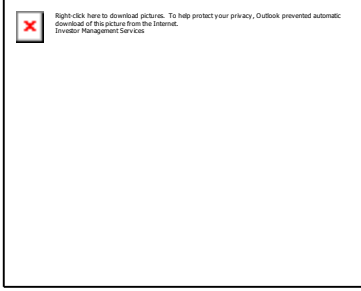 Right-click here to download pictures. To help protect your privacy, Outlook prevented automatic
download of this picture from the Internet.
Investor Management Services